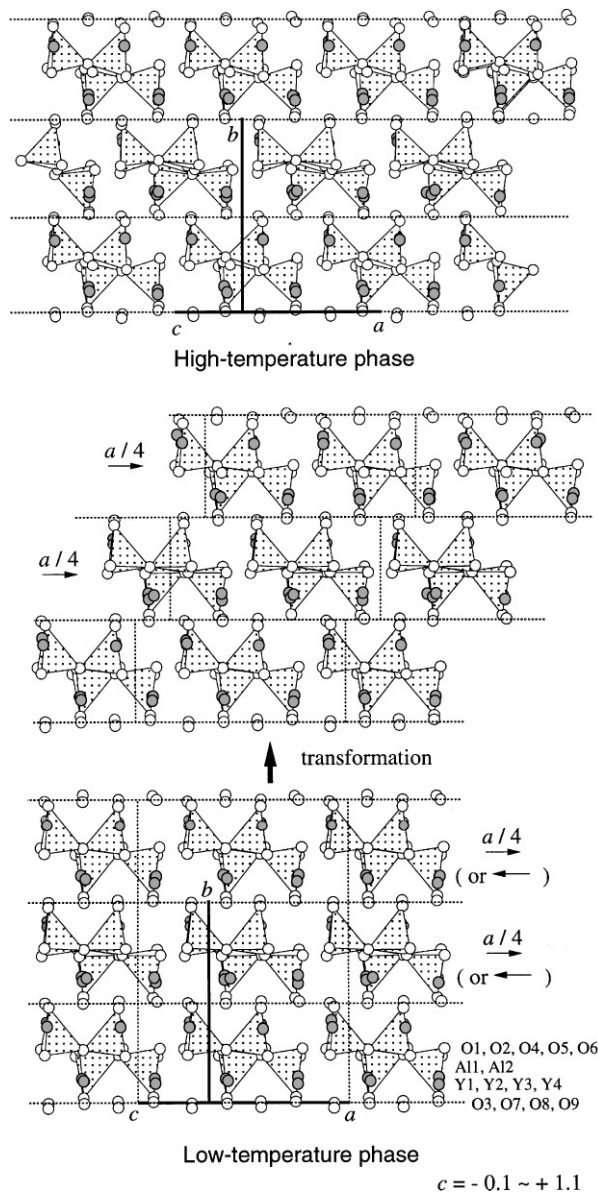 b
c
a
High-temperature phase
a / 4
a / 4
transformation
a / 4
( or ← )
b
a / 4
( or ← )
O1, O2, O4, O5, O6
Al1, Al2
Y1, Y2, Y3, Y4
O3, O7, O8, O9
c
a
Low-temperature phase
c = - 0.1 ~ + 1.1